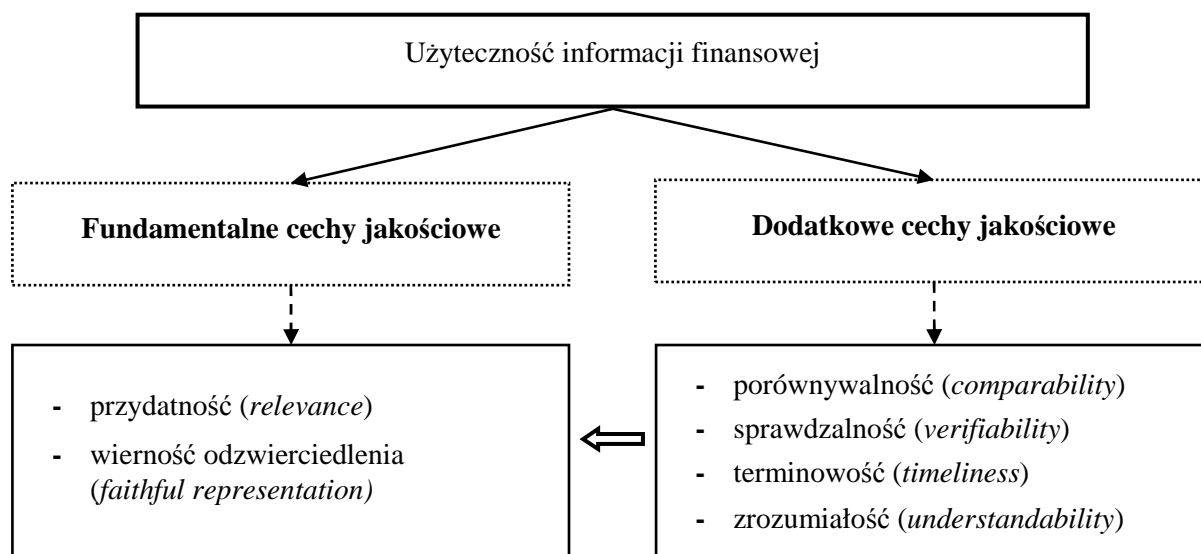 Użyteczność informacji finansowej
Fundamentalne cechy jakościowe
Dodatkowe cechy jakościowe
- przydatność (relevance)
- wierność odzwierciedlenia
(faithful representation)
- porównywalność (comparability)
- sprawdzalność (verifiability)
- terminowość (timeliness)
- zrozumiałość (understandability)